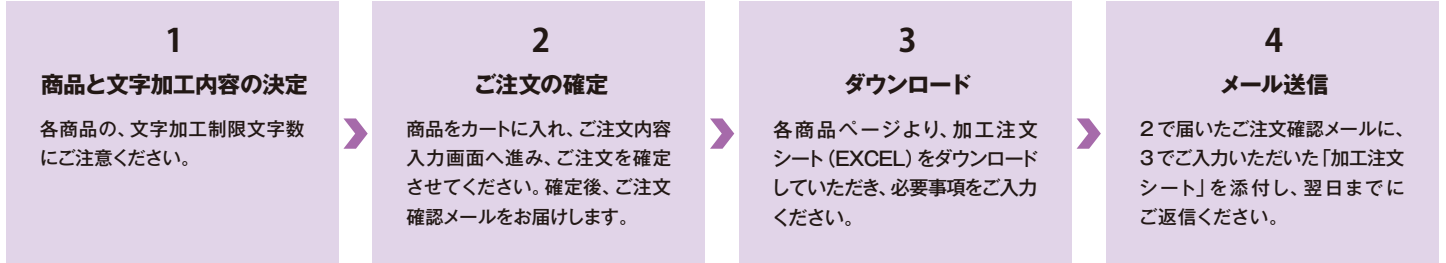 1
商品と文字加工内容の決定
各商品の、文字加工制限文字数
にご注意ください。
2
ご注文の確定
商品をカートに入れ、ご注文内容
入力画面へ進み、ご注文を確定
させてください。確定後、ご注文
確認メールをお届けします。
3
ダウンロード
各商品ページより、加工注文
シート（EXCEL）をダウンロード
していただき、必要事項をご入力
ください。
4
メール送信
2で届いたご注文確認メールに、
3でご入力いただいた「加工注文
シート」を添付し、翌日までに
ご返信ください。